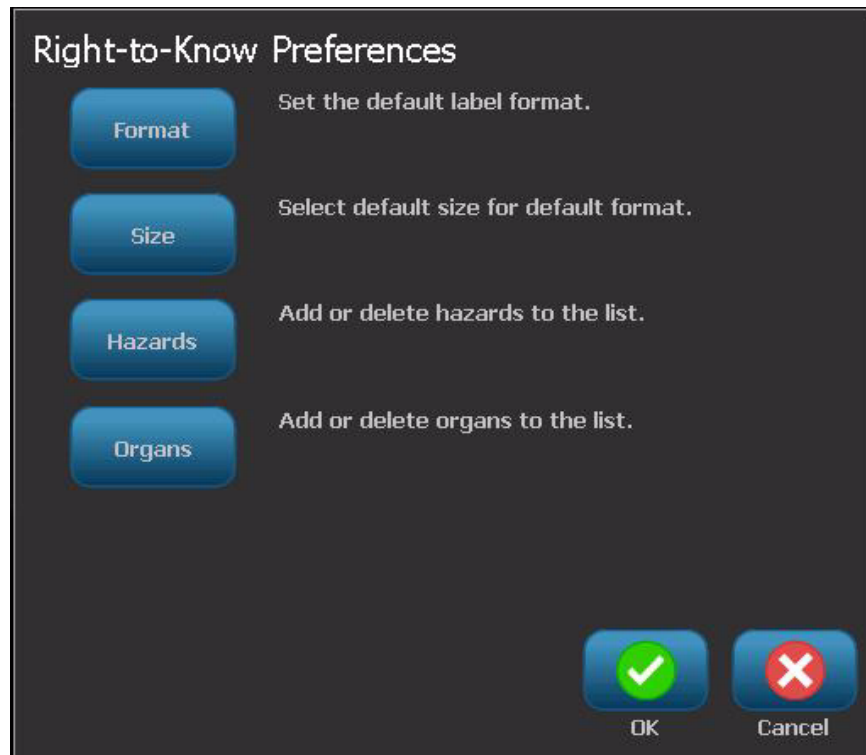 Right-to-Know Preferences
Format
Set the default label format.
Size
Select default size for default format.
Hazards
Add or delete hazards to the list.
Organs
Add or delete organs to the list.
OK
Cancel